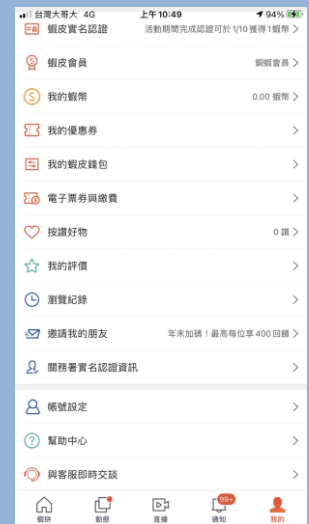 台灣大哥大 4G 上午10:49 94%
蝦皮實名認證 活動期間完成認證可於 1/10 獲得 1 蝦幣
蝦皮會員 銅蝦會員
我的蝦幣 0.00 蝦幣
我的優惠券
我的蝦皮錢包
電子票券與繳費
按讚好物 0 讚
我的評價
瀏覽紀錄
邀請我的朋友 年末加碼！最高每位享 400 回饋
關務署實名認證資訊
帳號設定
幫助中心
與客服即時交談
99+
蝦拼 動態 直播 通知 我的